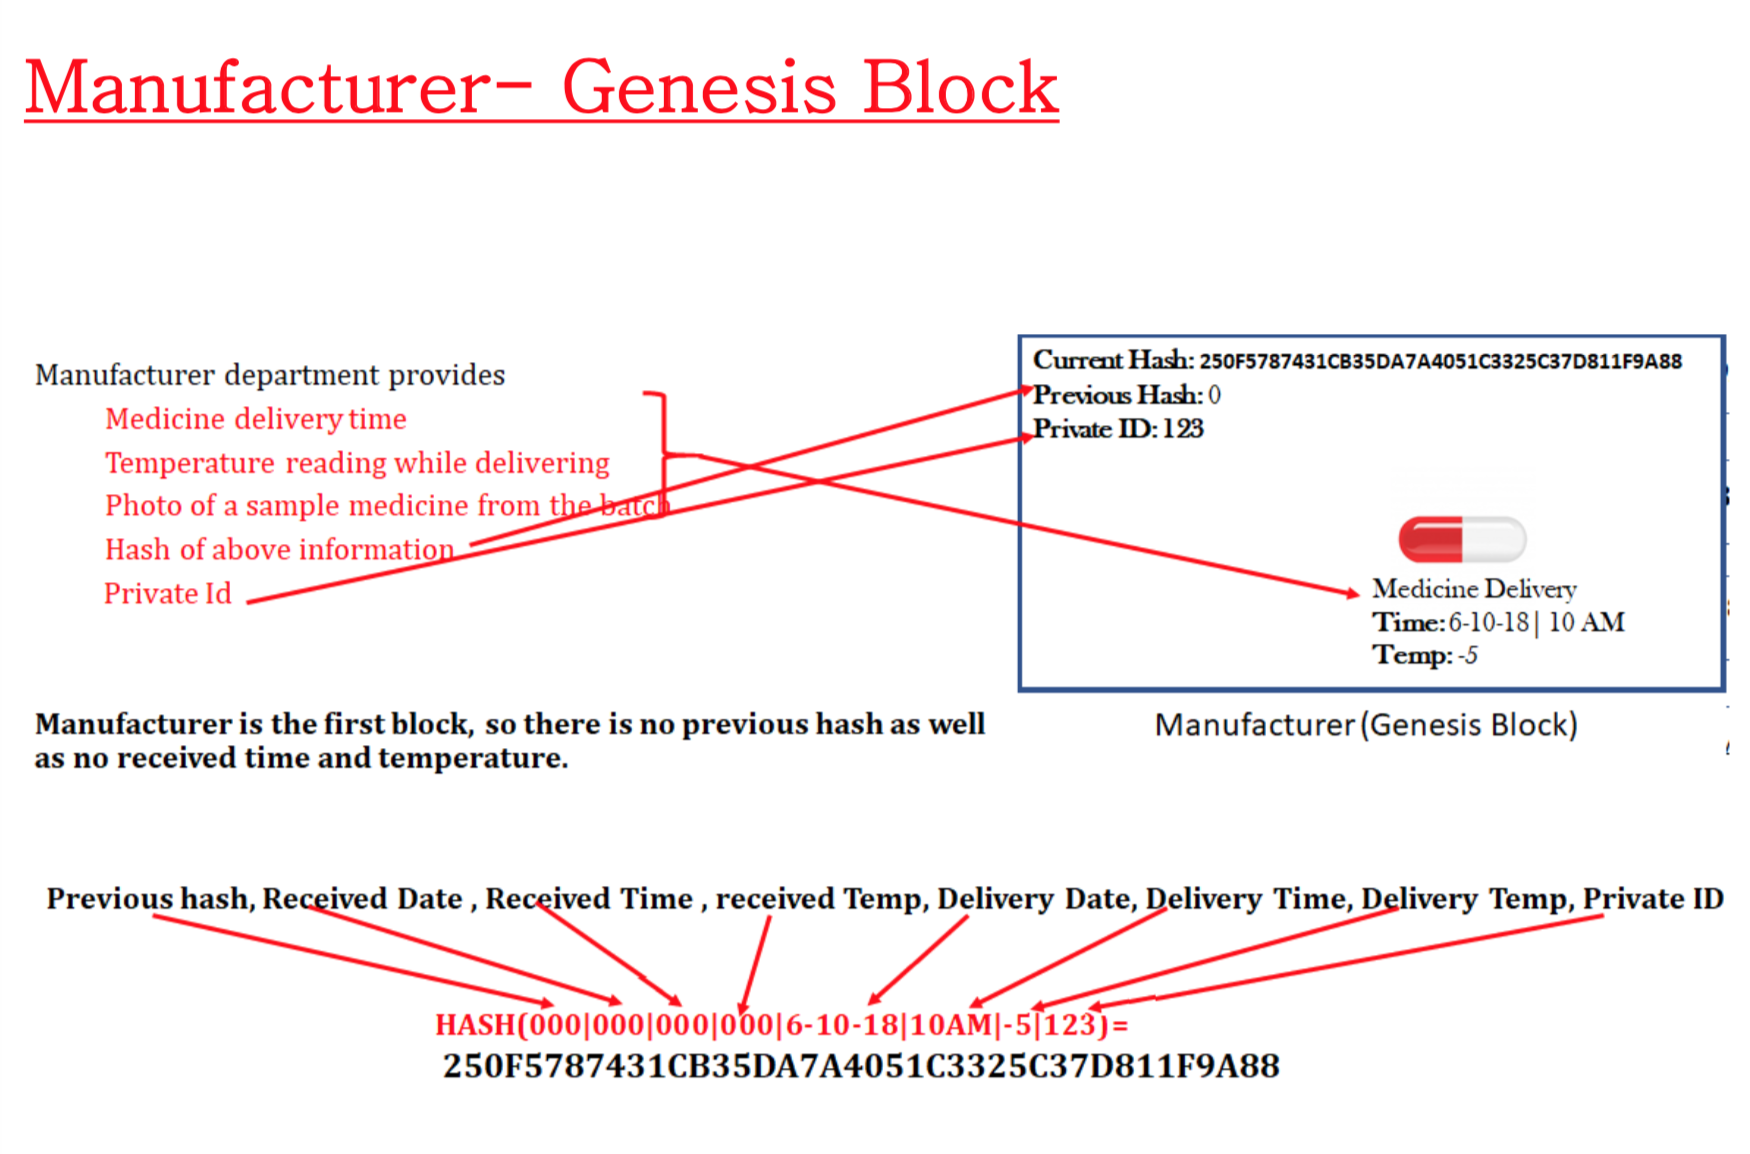 Manufacturer- Genesis Block
Manufacturer department provides
Medicine delivery time
Temperature reading while delivering
Photo of a sample medicine from the batch
Hash of above information
Private Id
Current Hash: 250F5787431CB35DA7A4051C3325C37D811F9A88
Previous Hash: 0
Private ID: 123
Medicine Delivery
Time: 6-10-18| 10 AM
Temp: -5
Manufacturer (Genesis Block)
Manufacturer is the first block, so there is no previous hash as well
as no received time and temperature.
Previous hash, Received Date , Received Time , received Temp, Delivery Date, Delivery Time, Delivery Temp, Private ID
HASH(000|000|000|000|6-10-18|10AM|-5|123)=
250F5787431CB35DA7A4051C3325C37D811F9A88